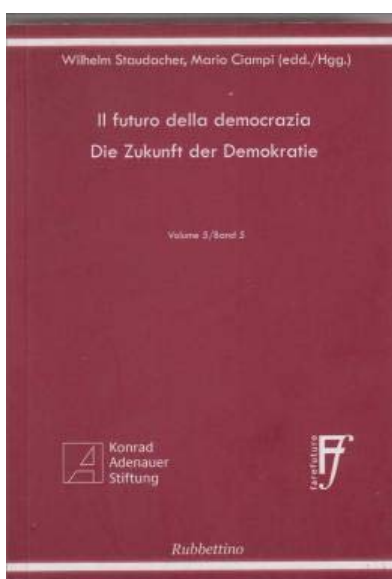 Wilhelm Staudacher, Mario Ciampi (edd./Hgg.)
Il futuro della democrazia
Die Zukunft der Demokratie
Volume 5/Band 5
Konrad
Adenauer
Stiftung
farefuturo
Rubbettino